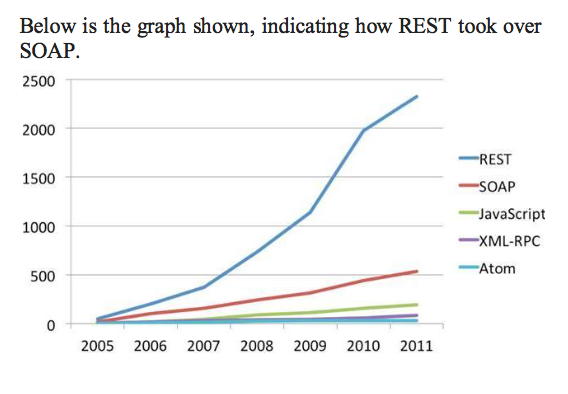 Below is the graph shown, indicating how REST took over
SOAP.
2500
2000
1500
1000
500
0
2005 2006 2007 2008 2009 2010 2011
REST
SOAP
JavaScript
XML-RPC
Atom